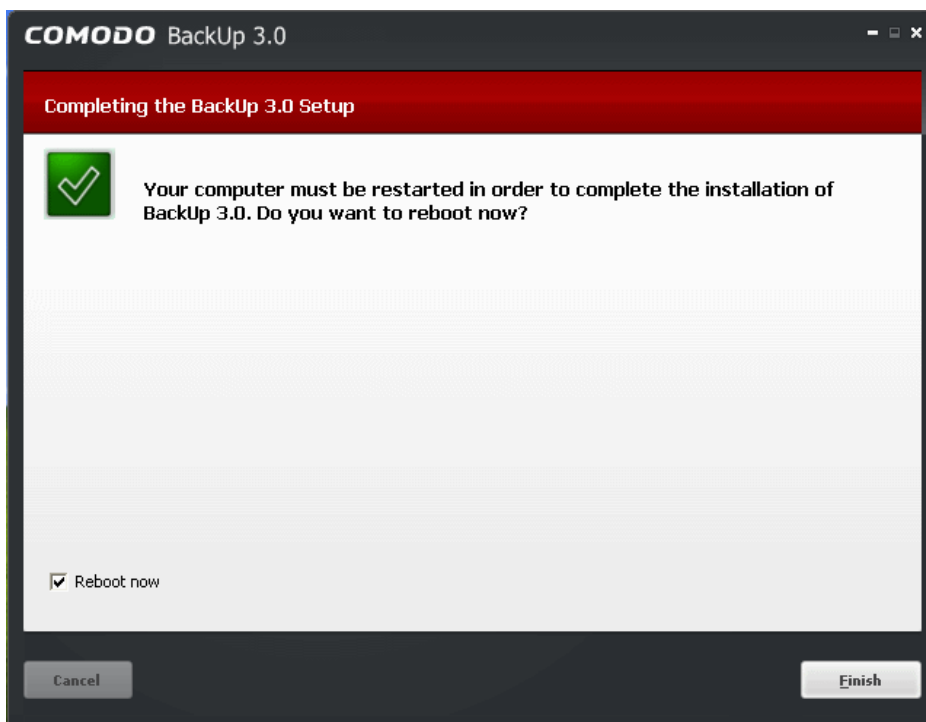 COMODO BackUp 3.0
Completing the BackUp 3.0 Setup
Your computer must be restarted in order to complete the installation of
BackUp 3.0. Do you want to reboot now?
Reboot now
Cancel
Finish